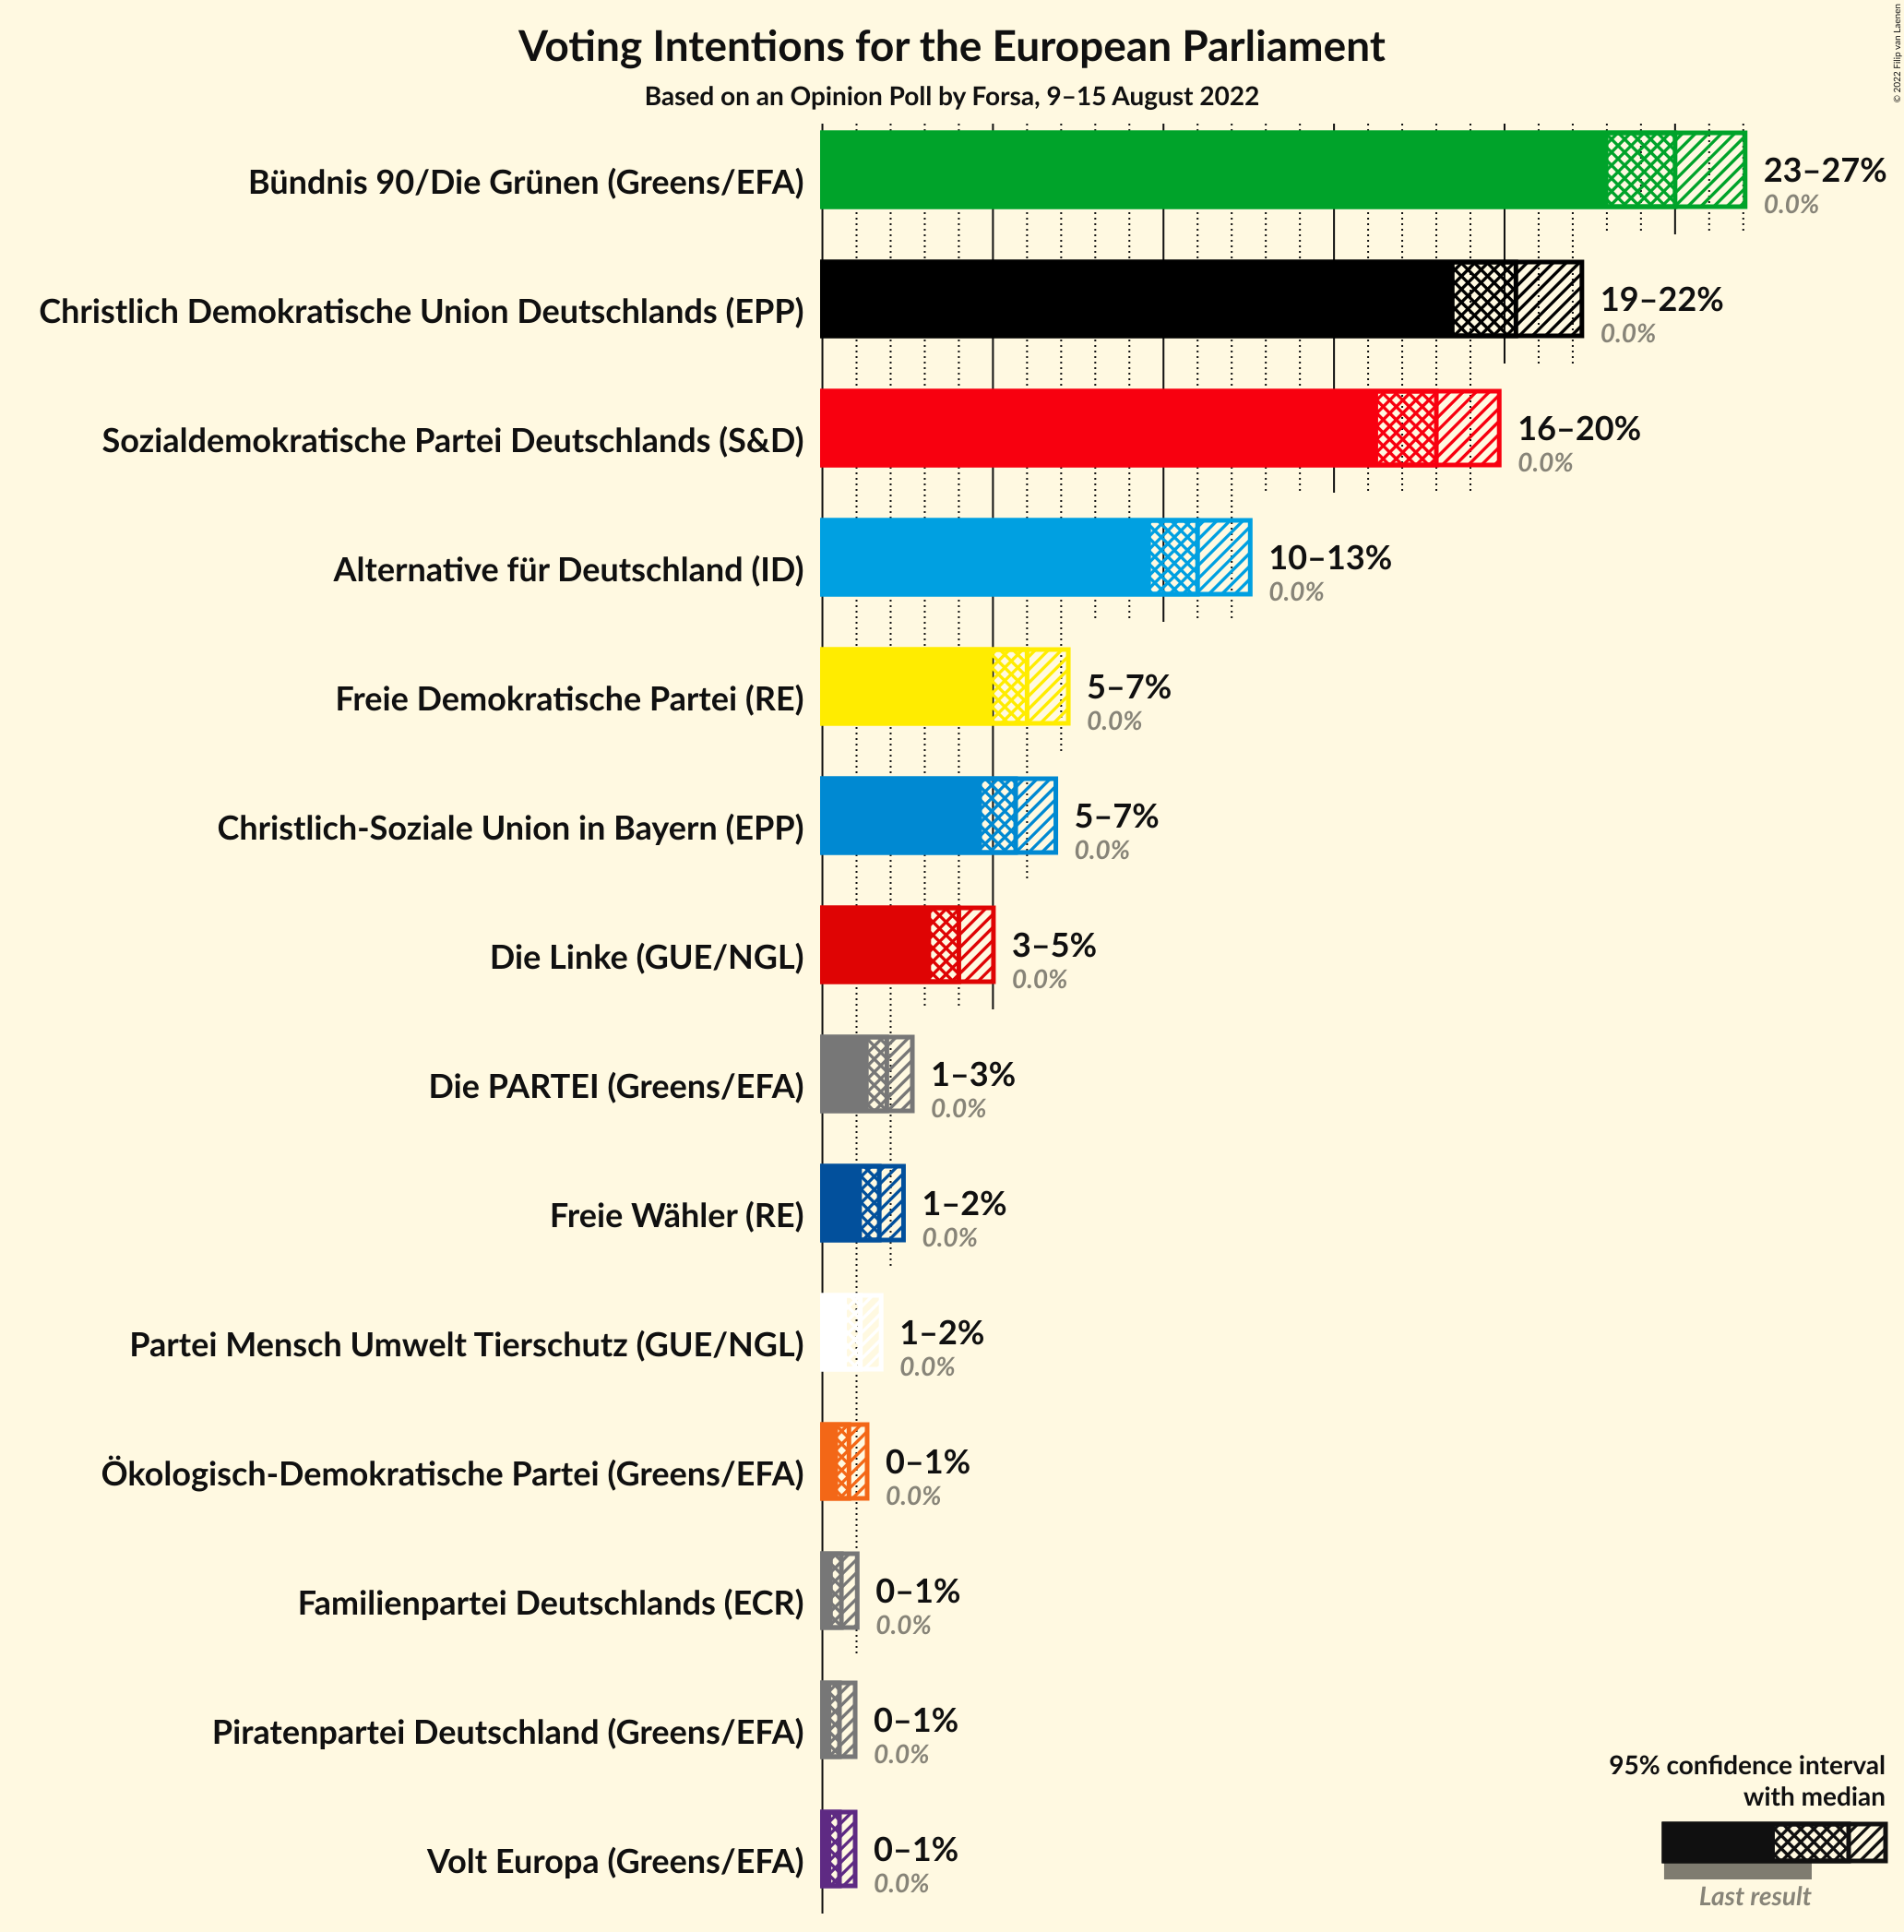 Voting Intentions for the European Parliament
Based on an Opinion Poll by Forsa, 9–15 August 2022
© 2022 Filip van Laenen
Bündnis 90/Die Grünen (Greens/EFA)
23–27%
0.0%
Christlich Demokratische Union Deutschlands (EPP)
19–22%
0.0%
Sozialdemokratische Partei Deutschlands (S&D)
16–20%
0.0%
Alternative für Deutschland (ID)
10–13%
0.0%
Freie Demokratische Partei (RE)
5–7%
0.0%
Christlich-Soziale Union in Bayern (EPP)
5–7%
0.0%
Die Linke (GUE/NGL)
3–5%
0.0%
Die PARTEI (Greens/EFA)
1–3%
0.0%
Freie Wähler (RE)
1–2%
0.0%
Partei Mensch Umwelt Tierschutz (GUE/NGL)
1–2%
0.0%
Ökologisch-Demokratische Partei (Greens/EFA)
0–1%
0.0%
Familienpartei Deutschlands (ECR)
0–1%
0.0%
Piratenpartei Deutschland (Greens/EFA)
0–1%
0.0%
Volt Europa (Greens/EFA)
0–1%
0.0%
95% confidence interval
with median
Last result